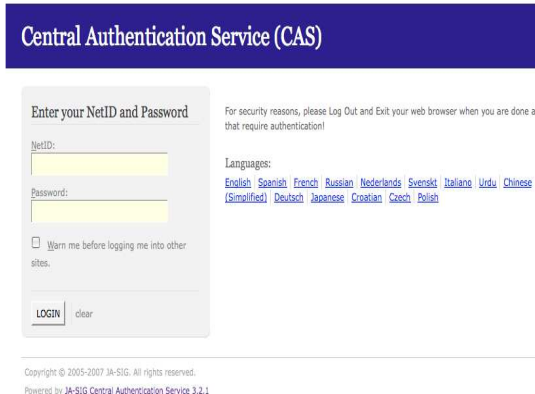 Central Authentication Service (CAS)
Enter your NetID and Password
NetID:
Password:
Warn me before logging me into other
sites.
LOGIN clear
For security reasons, please Log Out and Exit your web browser when you are done a
that require authentication!
Languages:
English Spanish French Russian Nederlands Svenskt Italiano Urdu Chinese
(Simplified) Deutsch Japanese Croatian Czech Polish
Copyright © 2005-2007 JA-SIG. All rights reserved.
Powered by JA-SIG Central Authentication Service 3.2.1